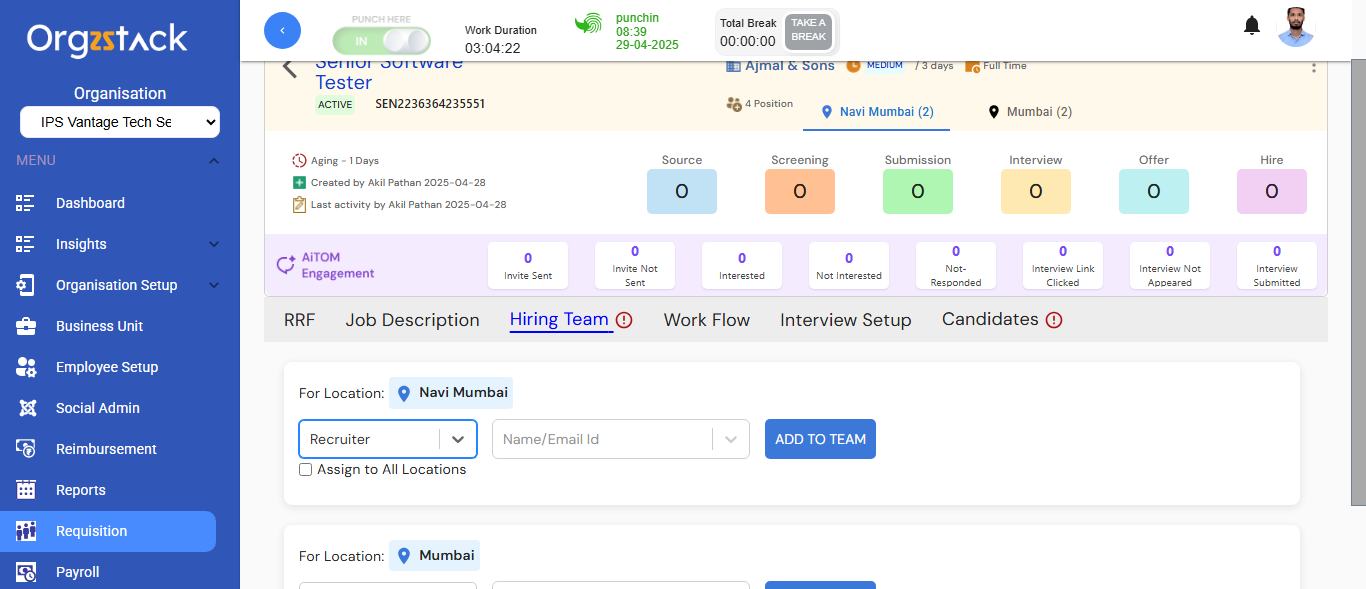 Orgzstack
Organisation
IPS Vantage Tech Se
MENU
Dashboard
Insights
Organisation Setup
Business Unit
Employee Setup
Social Admin
Reimbursement
Reports
Requisition
Payroll
PUNCH HERE
IN
Work Duration
03:04:22
punchin
08:39
29-04-2025
Total Break
00:00:00
TAKE A
BREAK
Senior Software
Tester
ACTIVE SEN2236364235551
Ajmal & Sons MEDIUM / 3 days Full Time
4 Position Navi Mumbai (2) Mumbai (2)
Aging - 1 Days
Created by Akil Pathan 2025-04-28
Last activity by Akil Pathan 2025-04-28
Source Screening Submission Interview Offer Hire
0 0 0 0 0 0
AiTOM
Engagement
0
Invite Sent
0
Invite Not
Sent
0
Interested
0
Not Interested
0
Not-
Responded
0
Interview Link
Clicked
0
Interview Not
Appeared
0
Interview
Submitted
RRF Job Description Hiring Team Work Flow Interview Setup Candidates
For Location: Navi Mumbai
Recruiter Name/Email Id ADD TO TEAM
Assign to All Locations
For Location: Mumbai